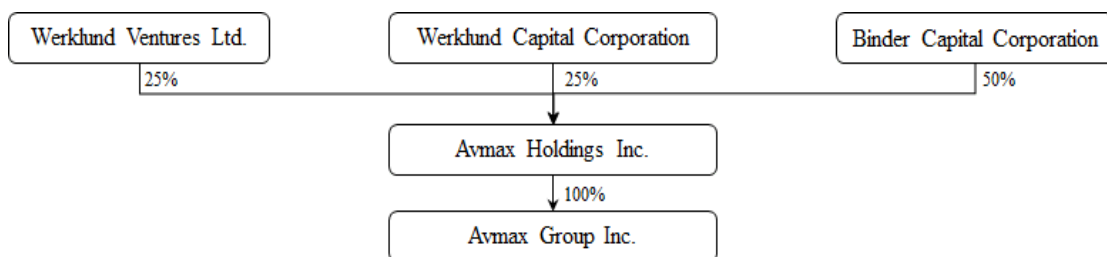 Werklund Ventures Ltd.
Werklund Capital Corporation
Binder Capital Corporation
25%
25%
50%
Avmax Holdings Inc.
100%
Avmax Group Inc.